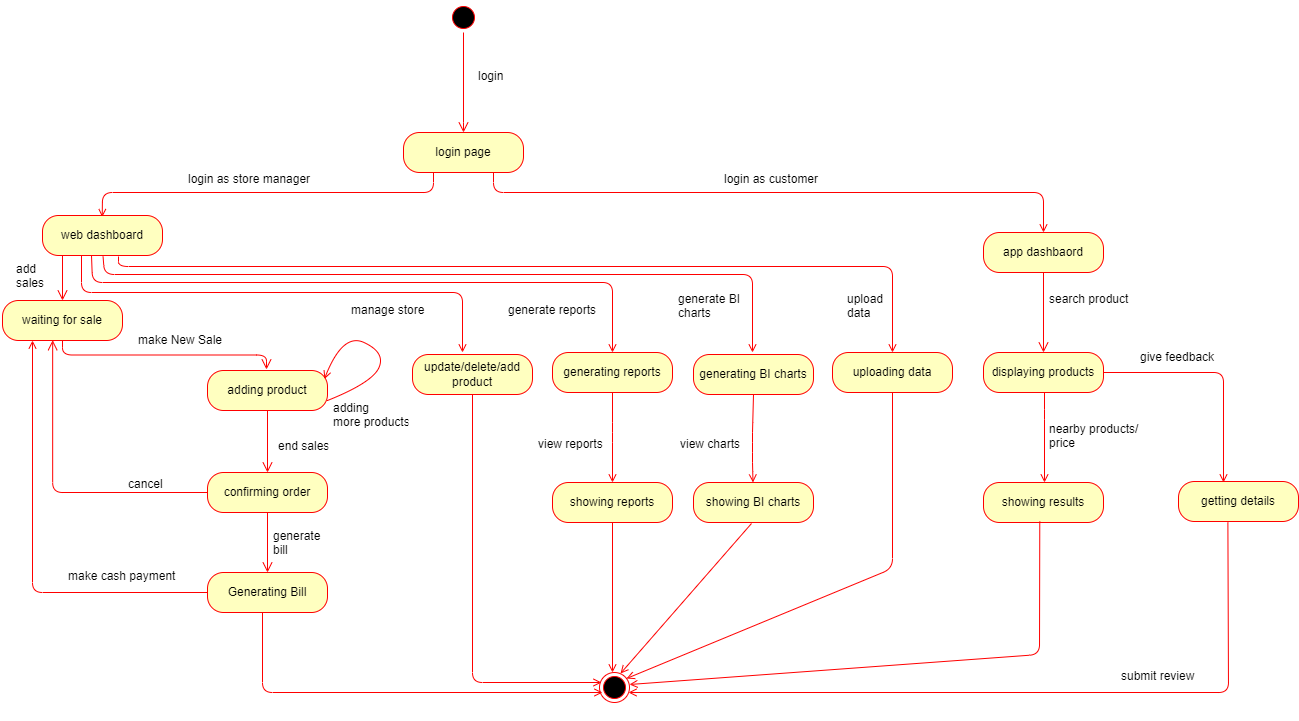 login
login page
login as store manager
login as customer
web dashboard
app dashbaord
add
sales
waiting for sale
make New Sale
manage store
generate reports
generate BI
charts
upload
data
search product
give feedback
adding product
adding
more products
update/delete/add
product
generating reports
generating BI charts
uploading data
displaying products
end sales
view reports
view charts
nearby products/
price
cancel
confirming order
showing reports
showing BI charts
showing results
getting details
generate
bill
make cash payment
Generating Bill
submit review